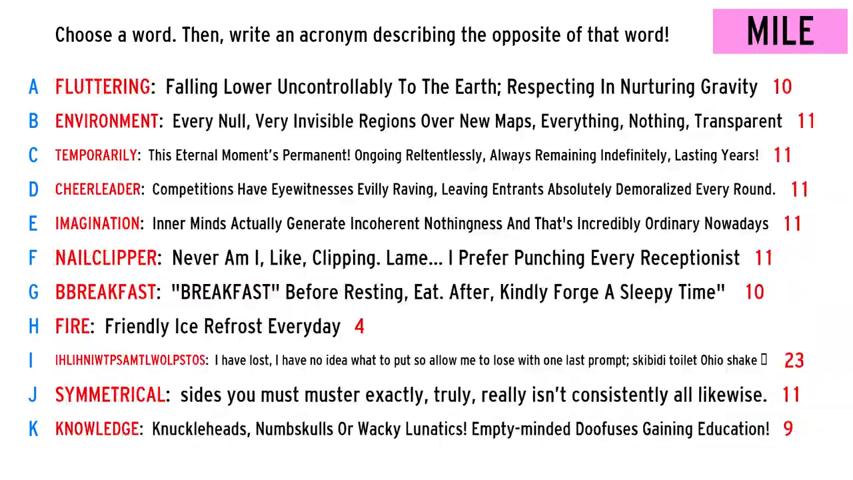 Choose a word. Then, write an acronym describing the opposite of that word!
MILE
A FLUTTERING: Falling Lower Uncontrollably To The Earth; Respecting In Nurturing Gravity 10
B ENVIRONMENT: Every Null, Very Invisible Regions Over New Maps, Everything, Nothing, Transparent 11
C TEMPORARILY: This Eternal Moment's Permanent! Ongoing Reltentlessly, Always Remaining Indefinitely, Lasting Years! 11
D CHEERLEADER: Competitions Have Eyewitnesses Evilly Raving, Leaving Entrants Absolutely Demoralized Every Round. 11
E IMAGINATION: Inner Minds Actually Generate Incoherent Nothingness And That's Incredibly Ordinary Nowadays 11
F NAILCLIPPER: Never Am I, Like, Clipping. Lame... I Prefer Punching Every Receptionist 11
G BBREAKFAST: "BREAKFAST" Before Resting, Eat. After, Kindly Forge A Sleepy Time" 10
H FIRE: Friendly Ice Refrost Everyday 4
I IHLIHNIWTPSAMTLWOLPSTOS: I have lost, I have no idea what to put so allow me to lose with one last prompt; skibidi toilet Ohio shake 23
J SYMMETRICAL: sides you must muster exactly, truly, really isn't consistently all likewise. 11
K KNOWLEDGE: Knuckleheads, Numbskulls Or Wacky Lunatics! Empty-minded Doofuses Gaining Education! 9